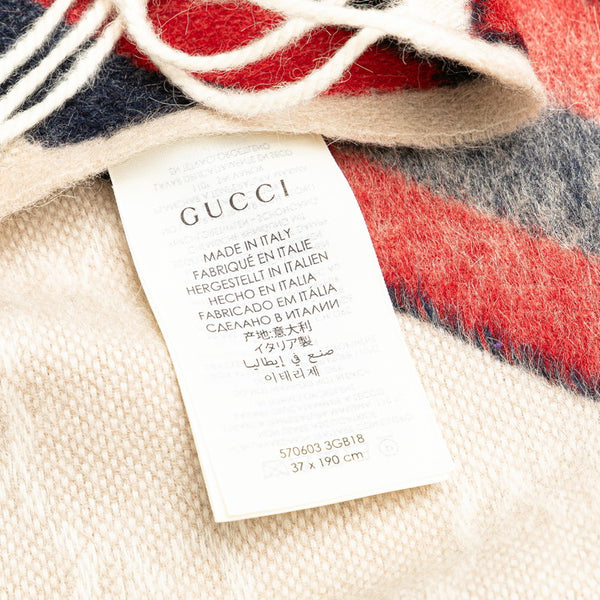 GUCCI
MADE IN ITALY
FABRIQUÉ EN ITALIE
HERGESTELLT IN ITALIEN
HECHO EN ITALIA
FABRICADO EM ITÁLIA
СДЕЛАНО В ИТАЛИИ
产地:意大利
イタリア製
صنع في إيطاليا
이태리제
570603 3GB18
37 x 190 cm